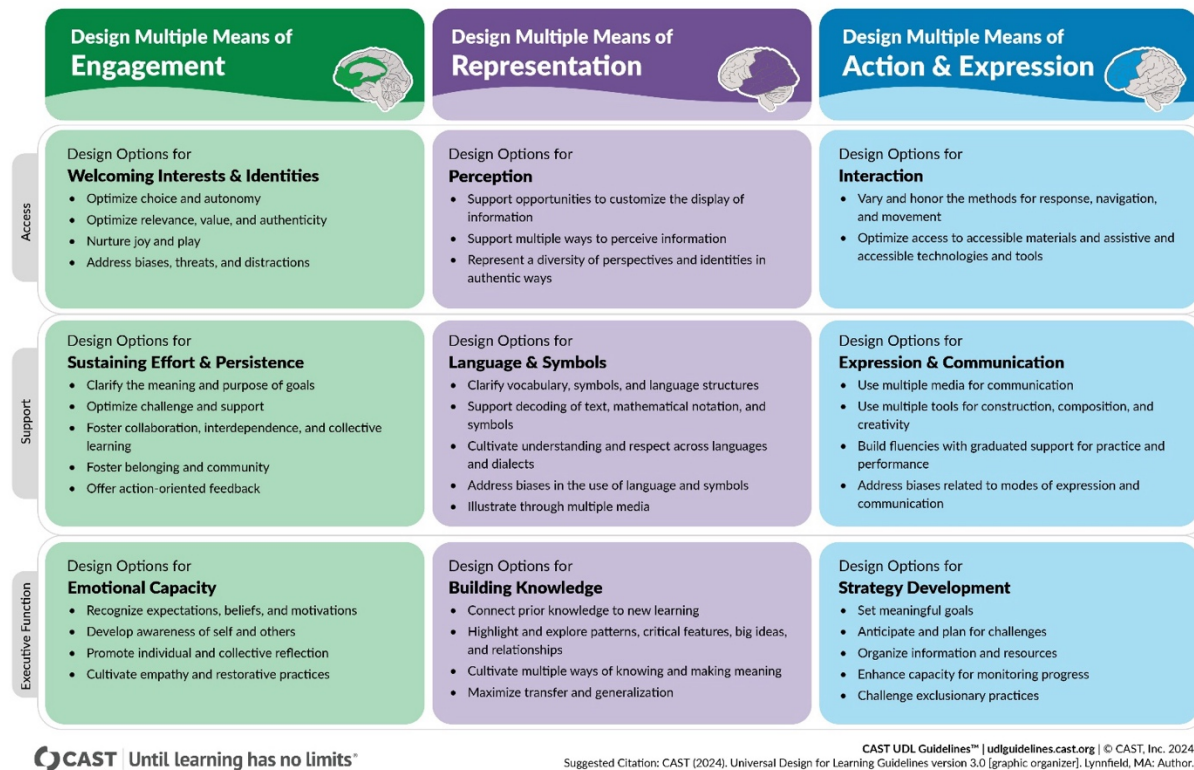 Design Multiple Means of
Engagement
Design Multiple Means of
Representation
Design Multiple Means of
Action & Expression
Access
Design Options for
Welcoming Interests & Identities
• Optimize choice and autonomy
• Optimize relevance, value, and authenticity
• Nurture joy and play
• Address biases, threats, and distractions
Design Options for
Perception
• Support opportunities to customize the display of
information
• Support multiple ways to perceive information
• Represent a diversity of perspectives and identities in
authentic ways
Design Options for
Interaction
• Vary and honor the methods for response, navigation,
and movement
• Optimize access to accessible materials and assistive and
accessible technologies and tools
Support
Design Options for
Sustaining Effort & Persistence
• Clarify the meaning and purpose of goals
• Optimize challenge and support
• Foster collaboration, interdependence, and collective
learning
• Foster belonging and community
• Offer action-oriented feedback
Design Options for
Language & Symbols
• Clarify vocabulary, symbols, and language structures
• Support decoding of text, mathematical notation, and
symbols
• Cultivate understanding and respect across languages
and dialects
• Address biases in the use of language and symbols
• Illustrate through multiple media
Design Options for
Expression & Communication
• Use multiple media for communication
• Use multiple tools for construction, composition, and
creativity
• Build fluencies with graduated support for practice and
performance
• Address biases related to modes of expression and
communication
Executive Function
Design Options for
Emotional Capacity
• Recognize expectations, beliefs, and motivations
• Develop awareness of self and others
• Promote individual and collective reflection
• Cultivate empathy and restorative practices
Design Options for
Building Knowledge
• Connect prior knowledge to new learning
• Highlight and explore patterns, critical features, big ideas,
and relationships
• Cultivate multiple ways of knowing and making meaning
• Maximize transfer and generalization
Design Options for
Strategy Development
• Set meaningful goals
• Anticipate and plan for challenges
• Organize information and resources
• Enhance capacity for monitoring progress
• Challenge exclusionary practices
CAST | Until learning has no limits®
CAST UDL Guidelines™ | udlguidelines.cast.org | © CAST, Inc. 2024
Suggested Citation: CAST (2024). Universal Design for Learning Guidelines version 3.0 [graphic organizer]. Lynnfield, MA: Author.